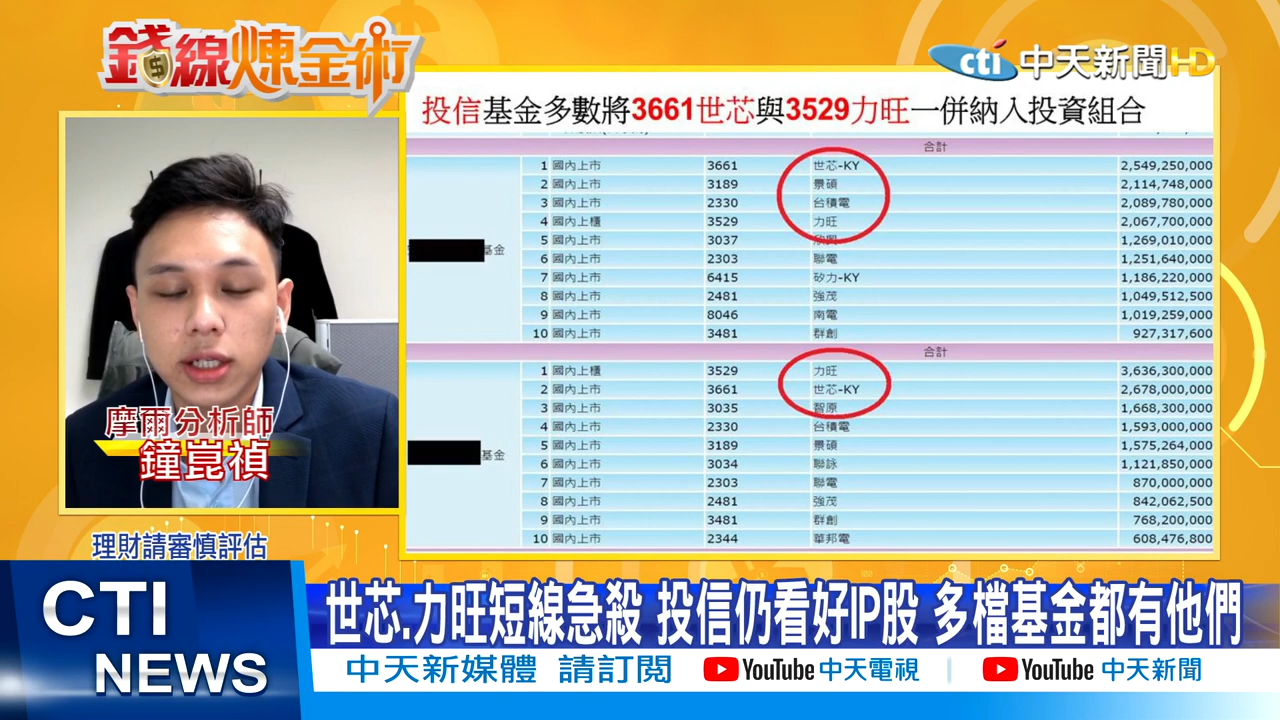 錢線煉金術
cti 中天新聞HD
投信基金多數將3661世芯與3529力旺一併納入投資組合
合計
1 國內上市 3661 世芯-KY 2,549,250,000
2 國內上市 3189 景碩 2,114,748,000
3 國內上市 2330 台積電 2,089,780,000
4 國內上櫃 3529 力旺 2,067,700,000
5 國內上市 3037 欣興 1,269,010,000
基金
6 國內上市 2303 聯電 1,251,640,000
7 國內上市 6415 矽力-KY 1,186,220,000
8 國內上市 2481 強茂 1,049,512,500
9 國內上市 8046 南電 1,019,259,000
10 國內上市 3481 群創 927,317,600
合計
1 國內上櫃 3529 力旺 3,636,300,000
2 國內上市 3661 世芯-KY 2,678,000,000
3 國內上市 3035 智原 1,668,300,000
4 國內上市 2330 台積電 1,593,000,000
5 國內上市 3189 景碩 1,575,264,000
基金
6 國內上市 3034 聯詠 1,121,850,000
7 國內上市 2303 聯電 870,000,000
8 國內上市 2481 強茂 842,062,500
9 國內上市 3481 群創 768,200,000
10 國內上市 2344 華邦電 608,476,800
摩爾分析師
鐘崑禎
理財請審慎評估
CTI
NEWS
世芯.力旺短線急殺 投信仍看好IP股 多檔基金都有他們
中天新媒體 請訂閱 YouTube 中天電視 YouTube 中天新聞